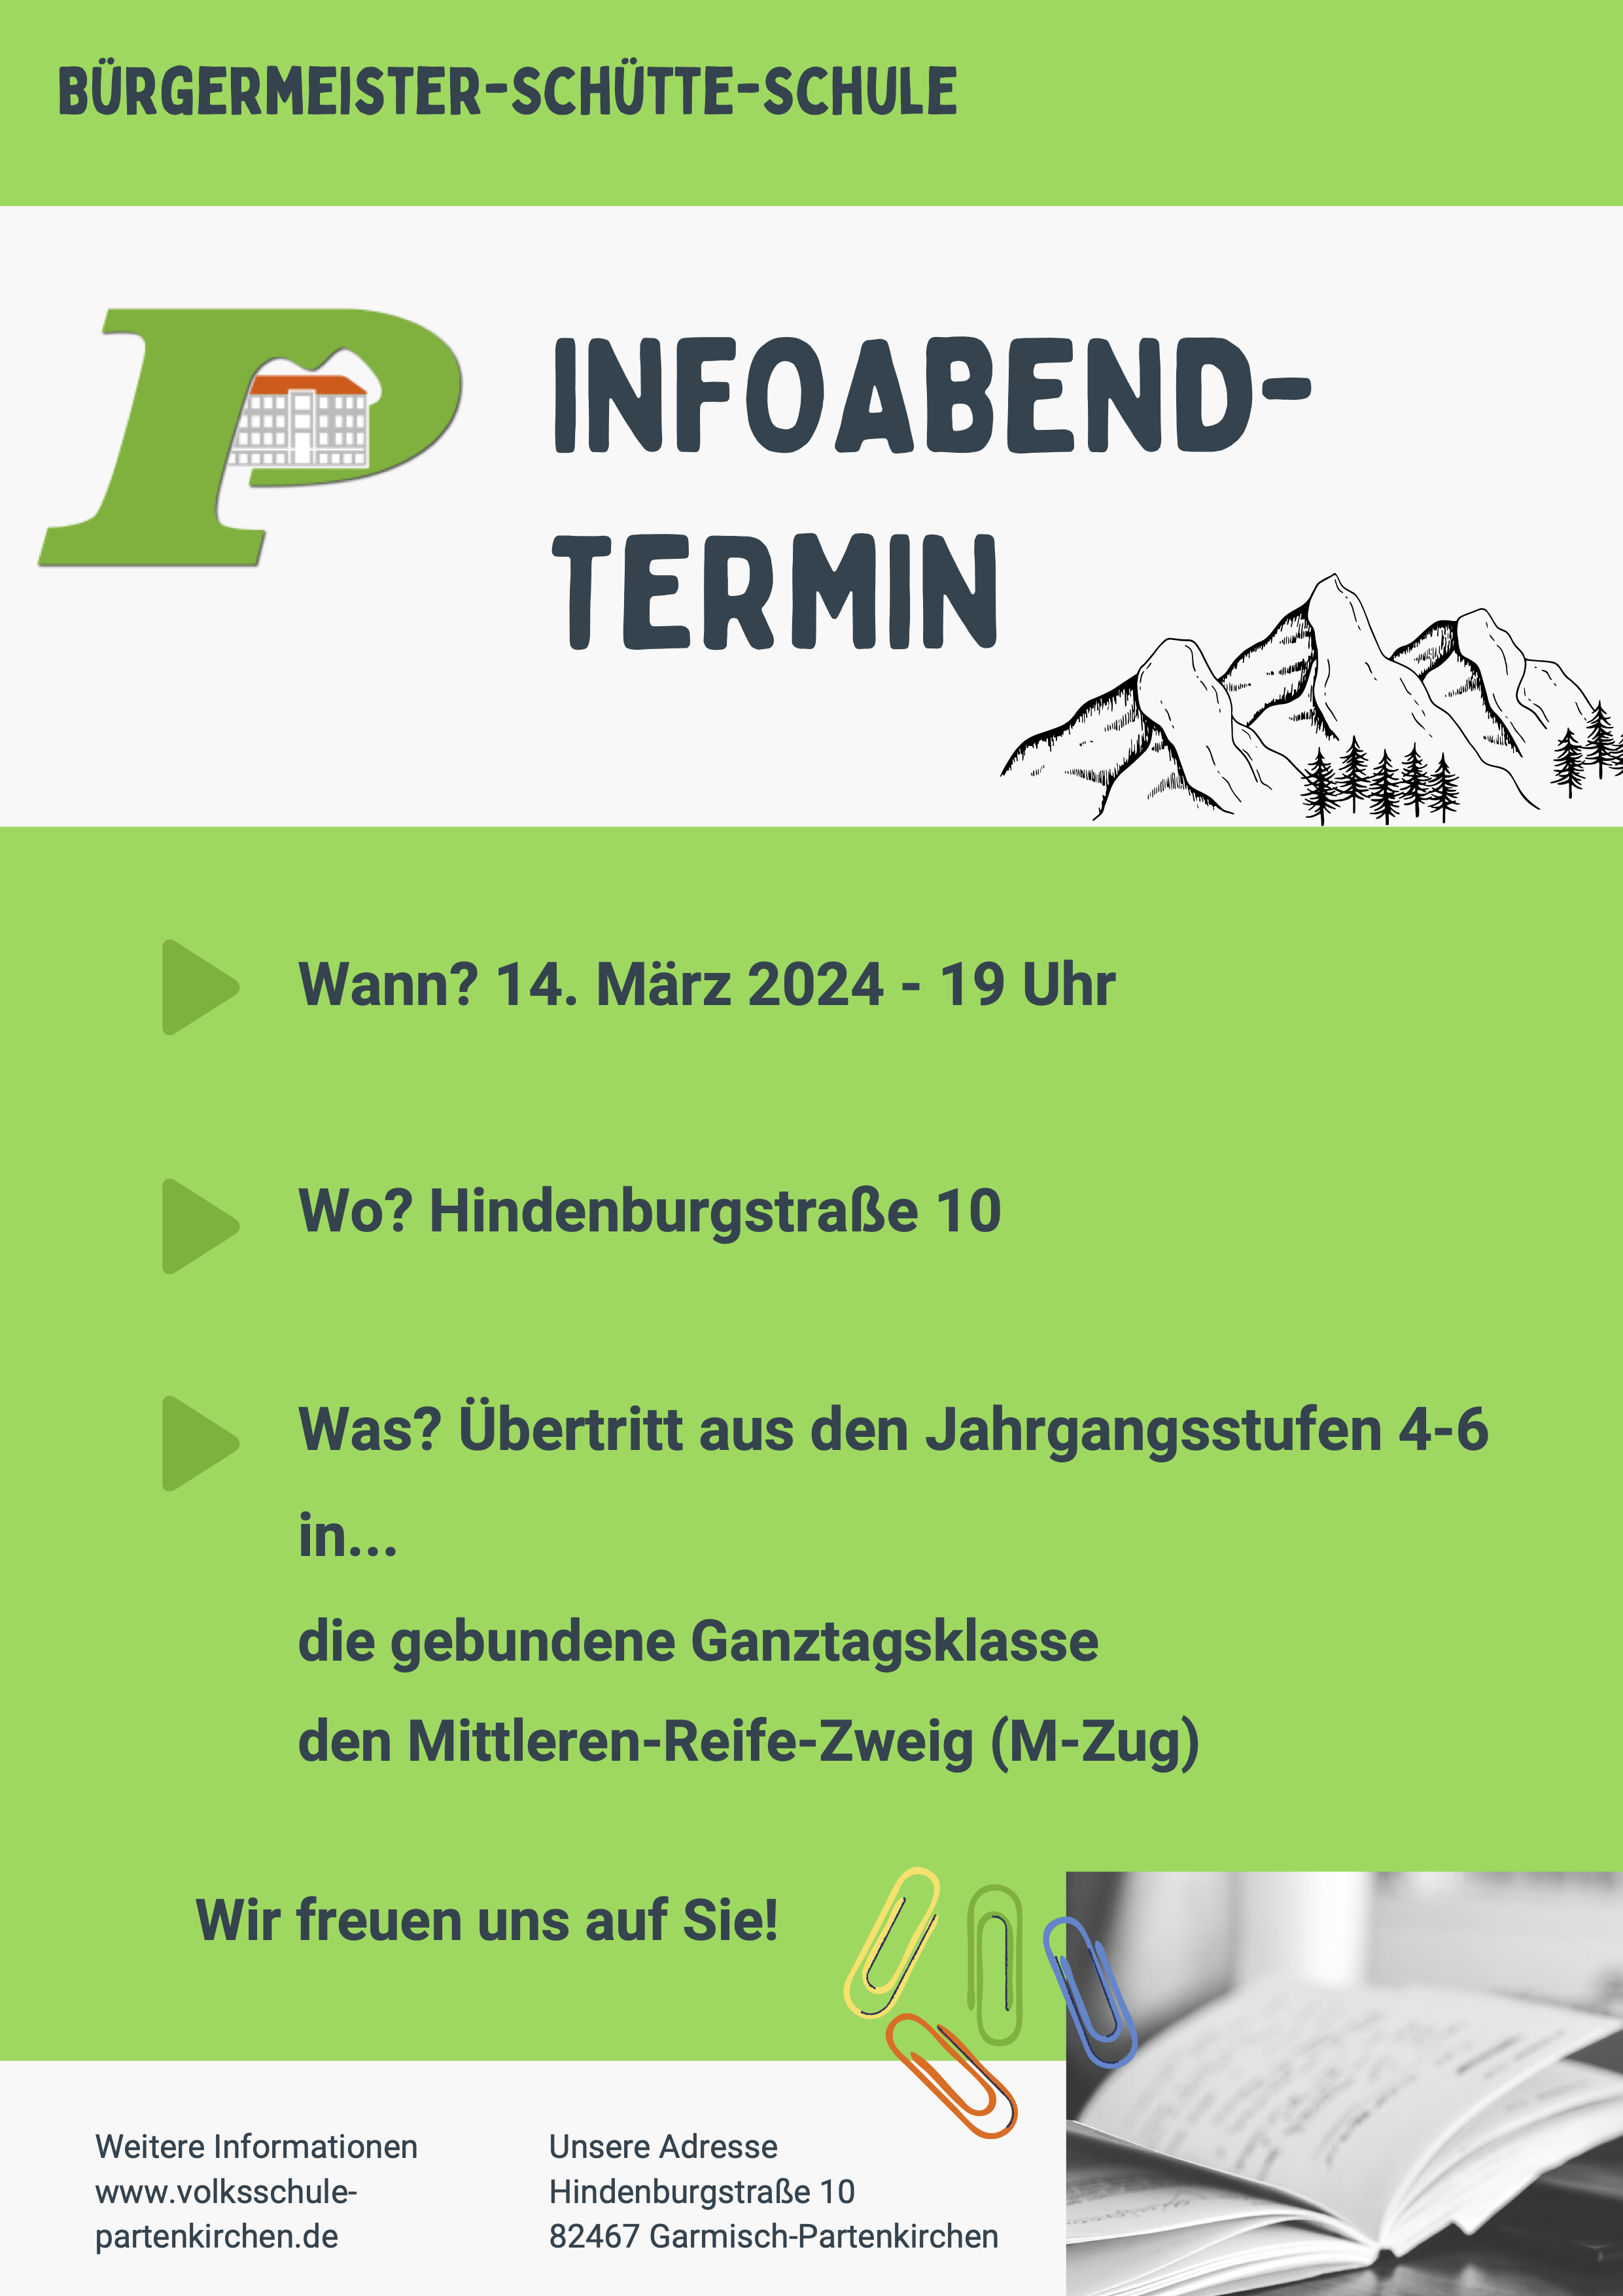 BÜRGERMEISTER-SCHÜTTE-SCHULE
P
INFOABEND-
TERMIN
Wann? 14. März 2024 - 19 Uhr
Wo? Hindenburgstraße 10
Was? Übertritt aus den Jahrgangsstufen 4-6
in...
die gebundene Ganztagsklasse
den Mittleren-Reife-Zweig (M-Zug)
Wir freuen uns auf Sie!
Weitere Informationen
www.volksschule-
partenkirchen.de
Unsere Adresse
Hindenburgstraße 10
82467 Garmisch-Partenkirchen